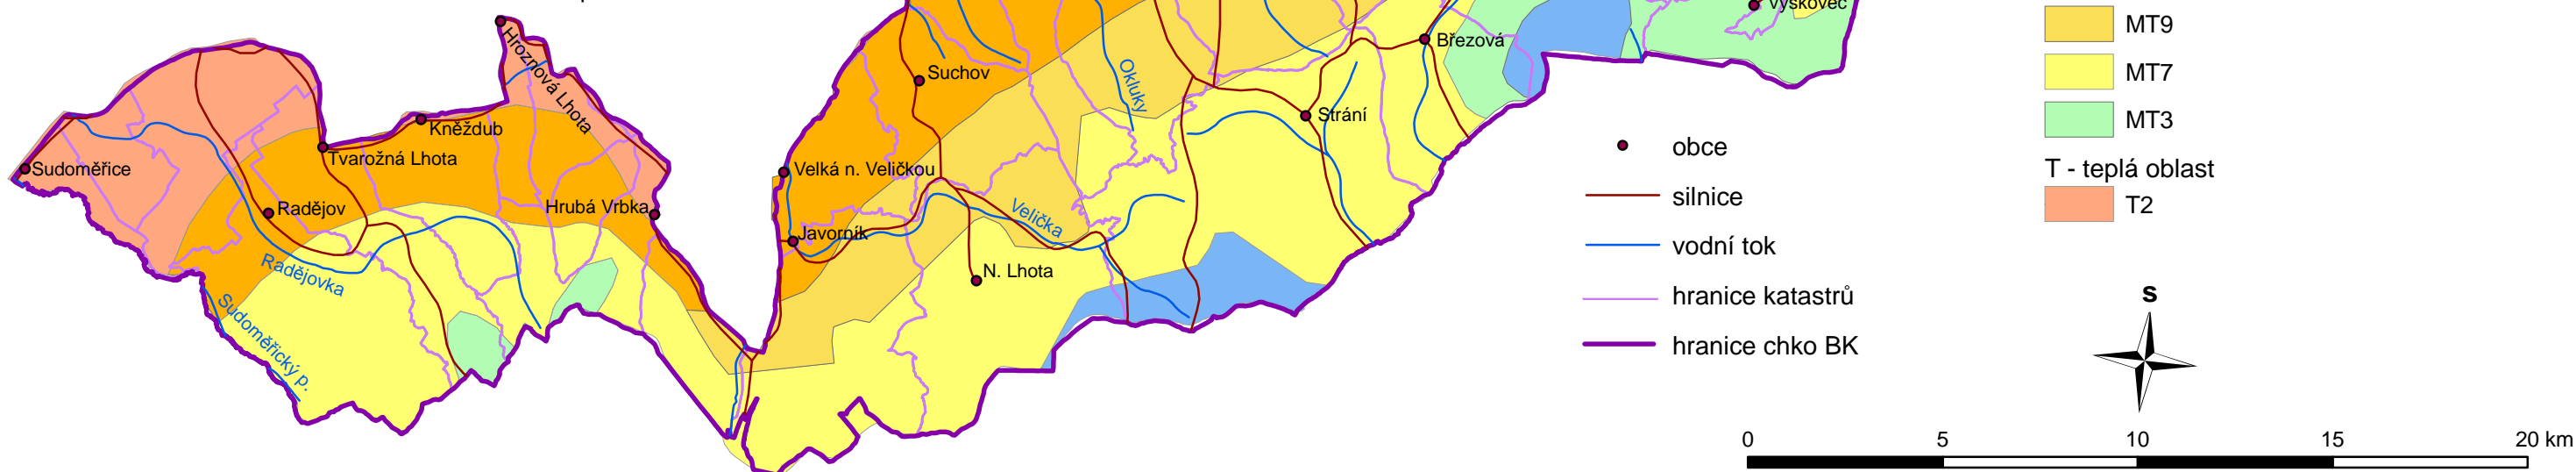 Vyškovec
Březová
Suchov
Okluky
Strání
Hroznová Lhota
Kněždub
Tvarožná Lhota
Sudoměřice
Velká n. Veličkou
Radějov
Hrubá Vrbka
Javorník
Velička
N. Lhota
Radějovka
Sudoměřický p.
MT9
MT7
MT3
T - teplá oblast
T2
obce
silnice
vodní tok
hranice katastrů
hranice chko BK
S
0 5 10 15 20 km